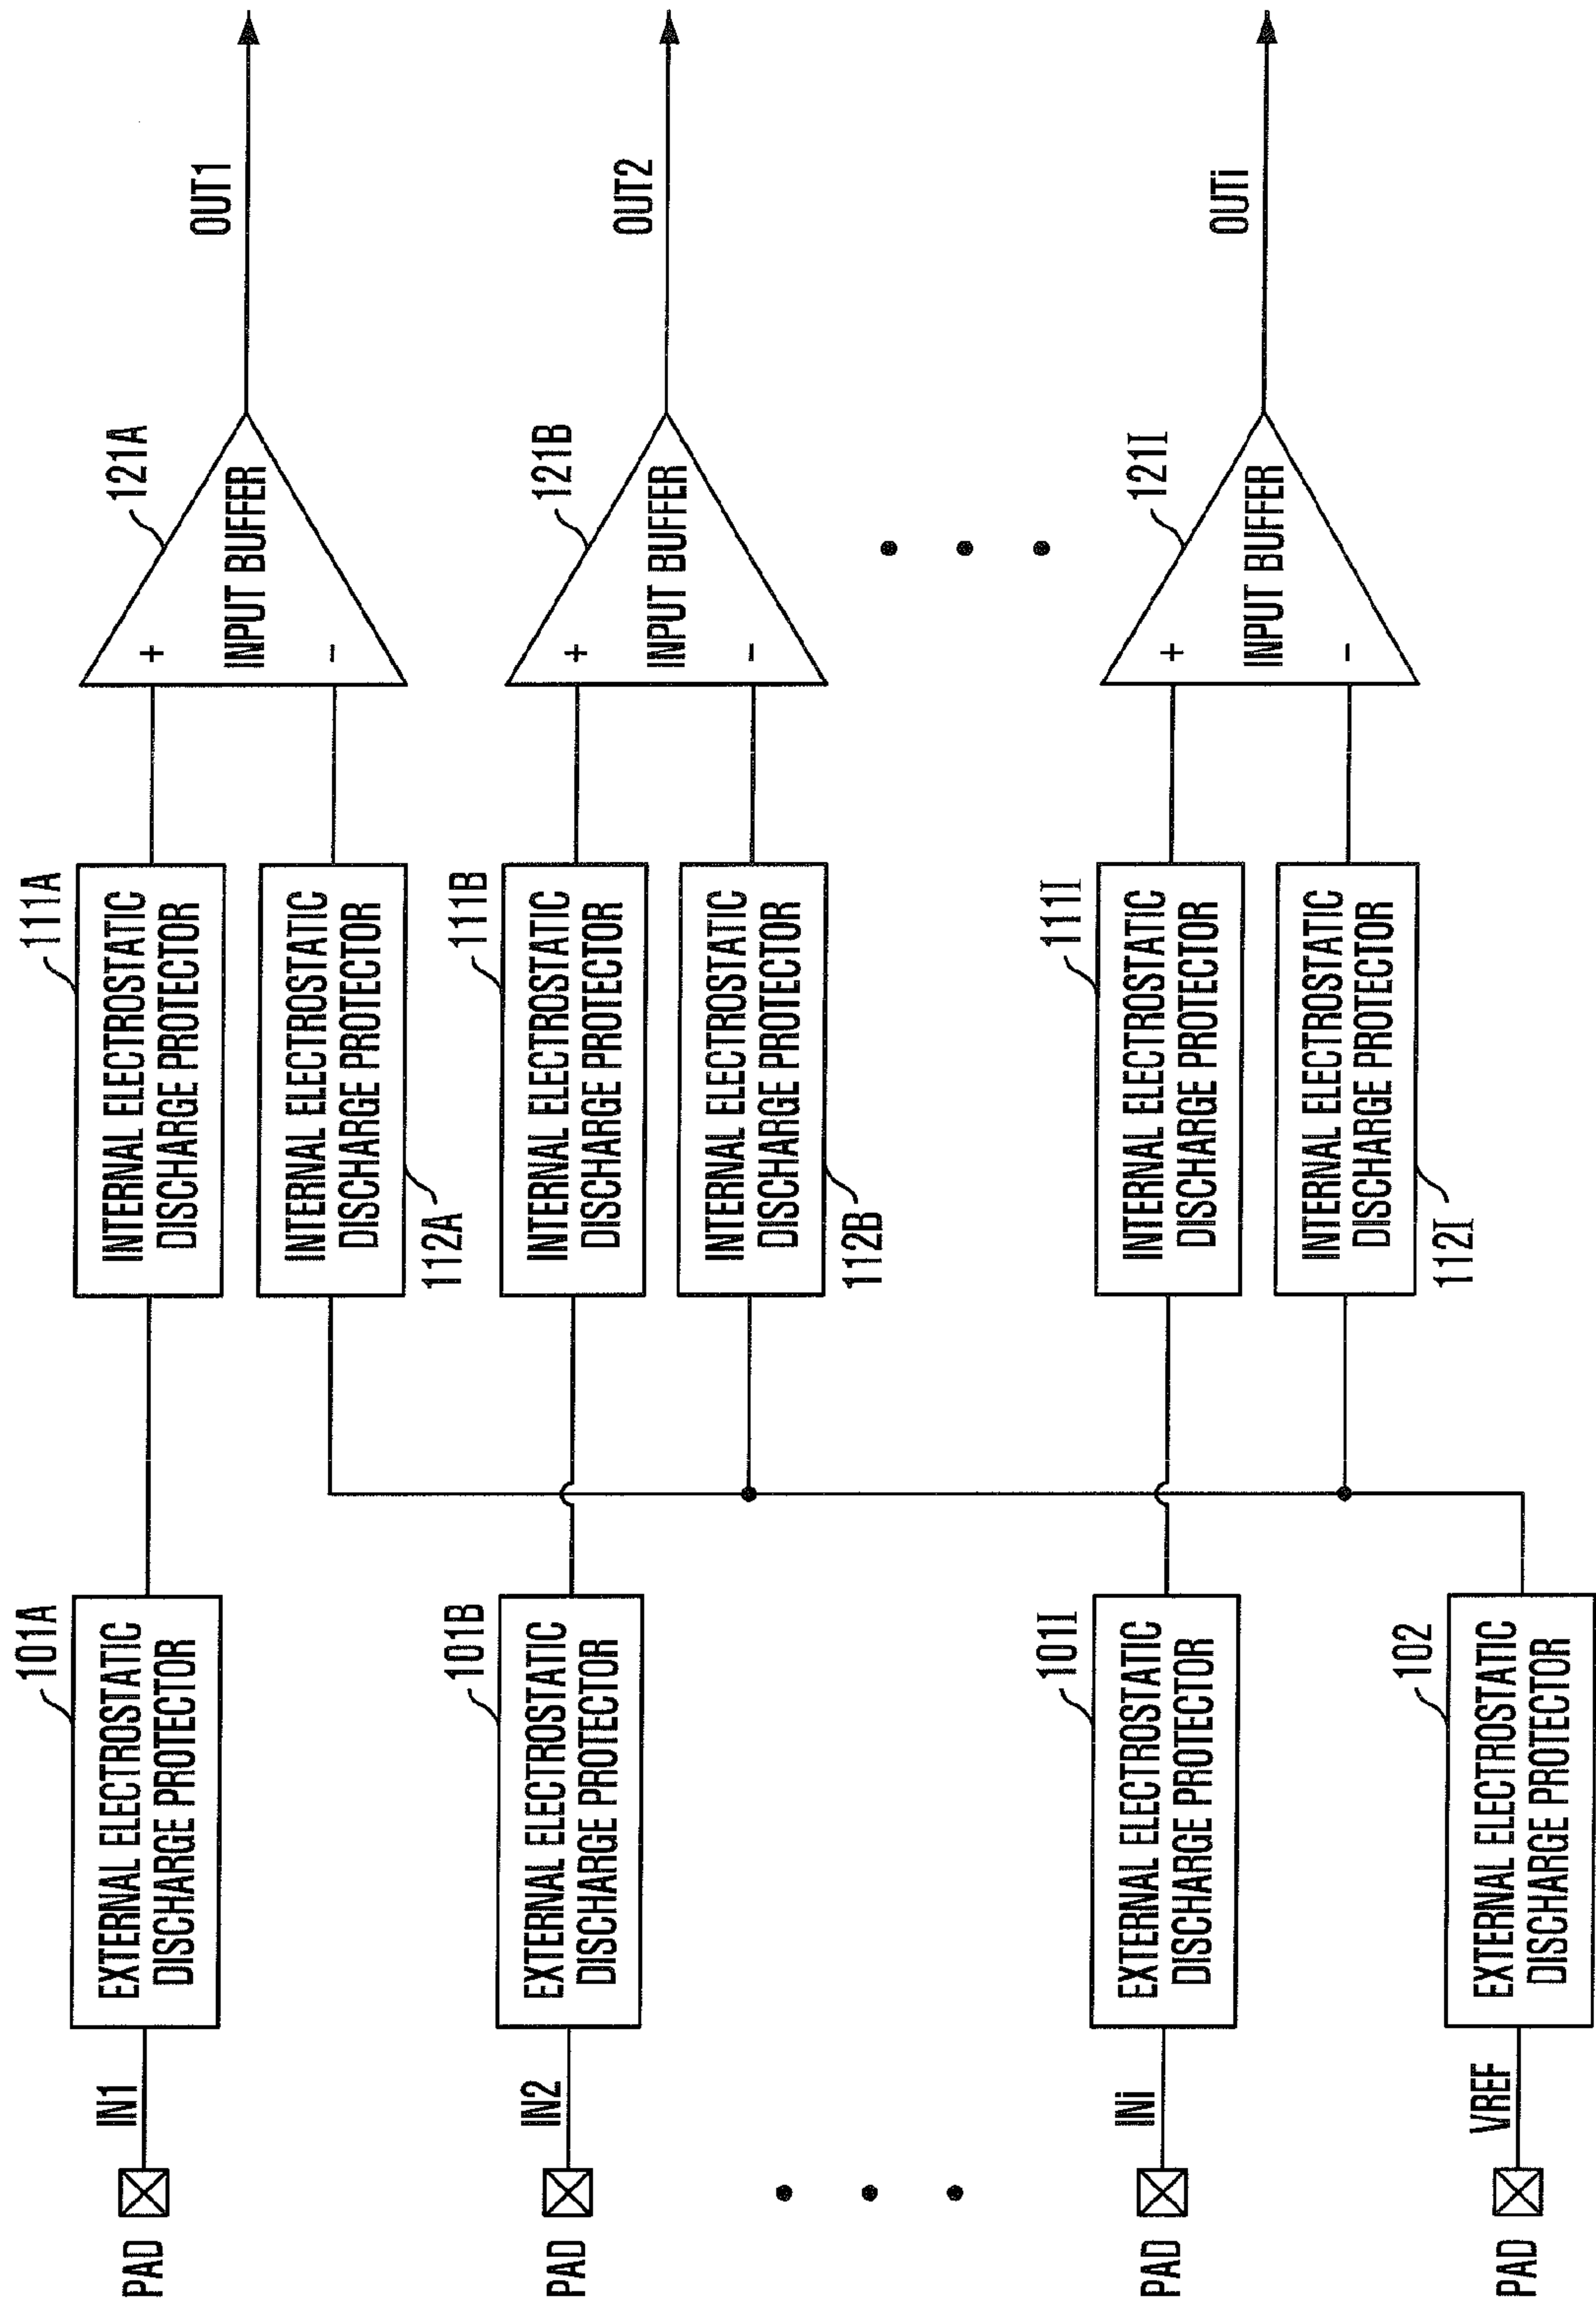 PAD
IN1
101A
EXTERNAL ELECTROSTATIC
DISCHARGE PROTECTOR
111A
INTERNAL ELECTROSTATIC
DISCHARGE PROTECTOR
INTERNAL ELECTROSTATIC
DISCHARGE PROTECTOR
112A
121A
+
INPUT BUFFER
-
OUT1
PAD
IN2
101B
EXTERNAL ELECTROSTATIC
DISCHARGE PROTECTOR
111B
INTERNAL ELECTROSTATIC
DISCHARGE PROTECTOR
INTERNAL ELECTROSTATIC
DISCHARGE PROTECTOR
112B
121B
+
INPUT BUFFER
-
OUT2
PAD
INi
101I
EXTERNAL ELECTROSTATIC
DISCHARGE PROTECTOR
111I
INTERNAL ELECTROSTATIC
DISCHARGE PROTECTOR
INTERNAL ELECTROSTATIC
DISCHARGE PROTECTOR
112I
121I
+
INPUT BUFFER
-
OUTi
PAD
VREF
102
EXTERNAL ELECTROSTATIC
DISCHARGE PROTECTOR